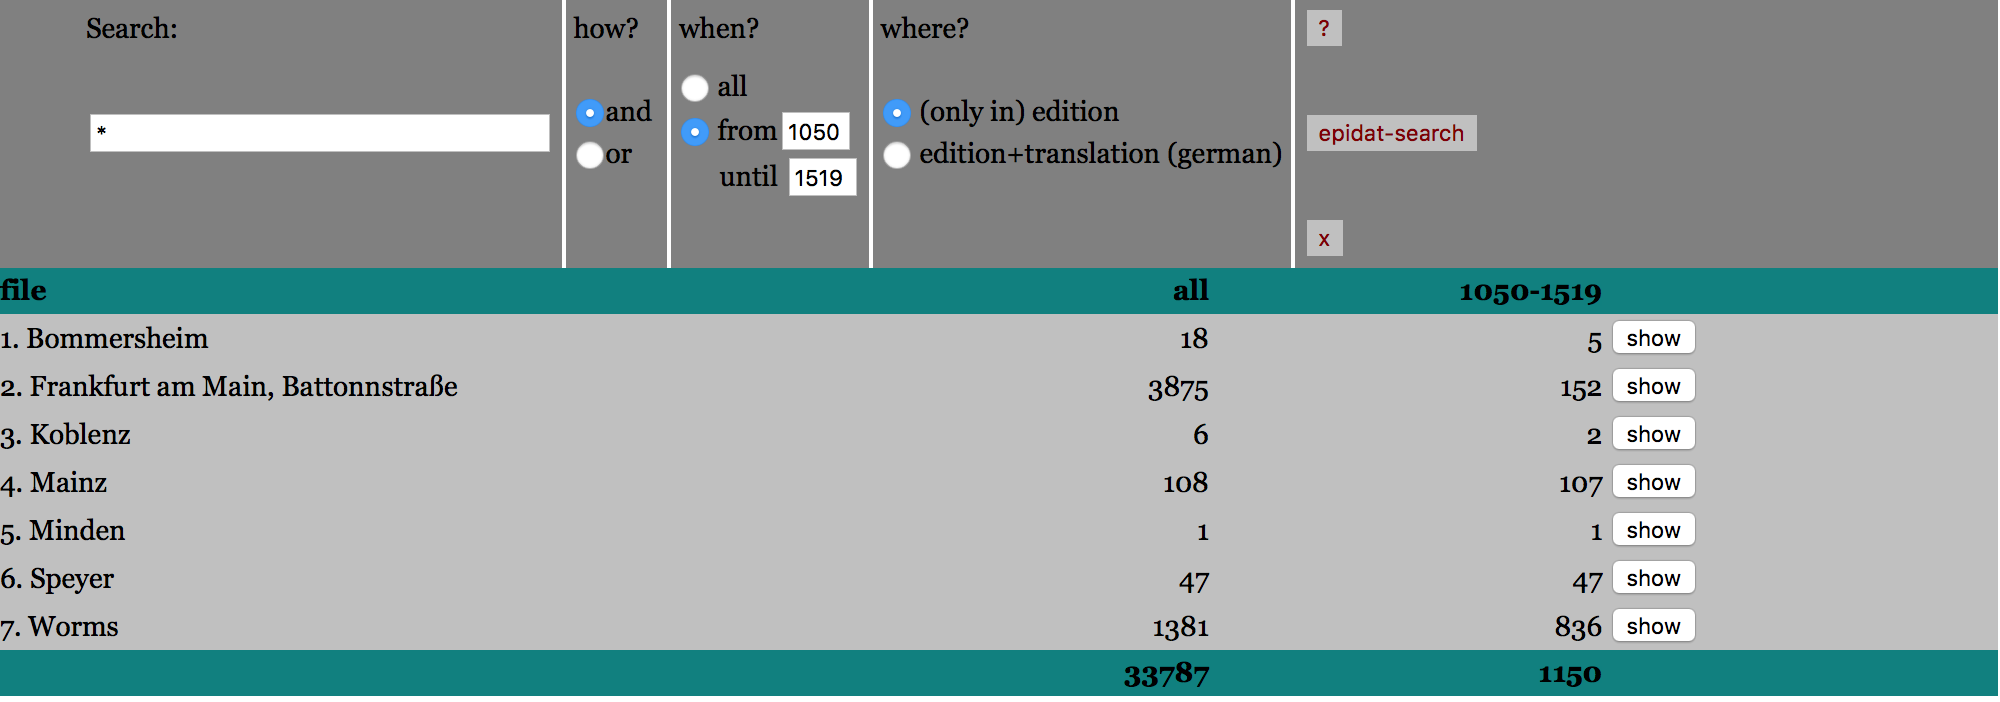 Search: how? when? where? ?
all
* and from 1050 (only in) edition epidat-search
or until 1519 edition+translation (german)
x
file all 1050-1519
1. Bommersheim 18 5 show
2. Frankfurt am Main, Battonnstraße 3875 152 show
3. Koblenz 6 2 show
4. Mainz 108 107 show
5. Minden 1 1 show
6. Speyer 47 47 show
7. Worms 1381 836 show
33787 1150